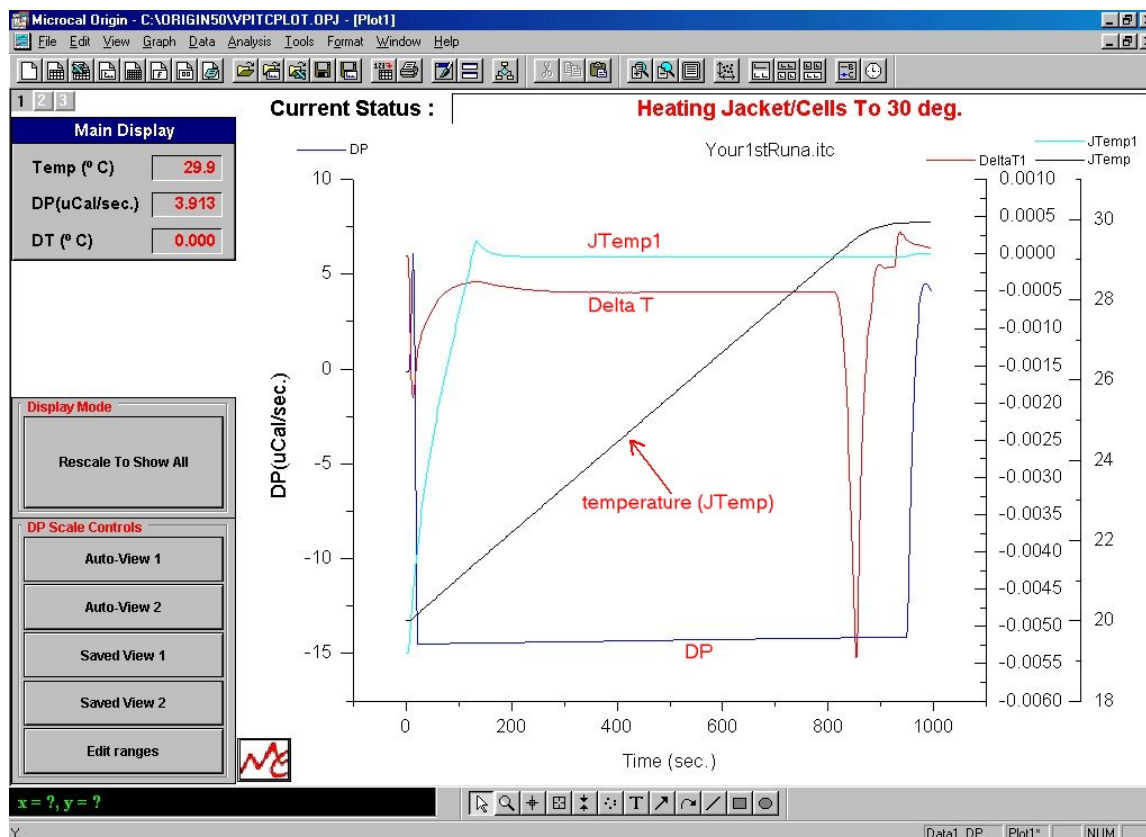 Microcal Origin - C:\ORIGIN50\VPITCPLOT.OPJ - [Plot1]
File Edit View Graph Data Analysis Tools Format Window Help
1 2 3
Main Display
Temp (º C) 29.9
DP(uCal/sec.) 3.913
DT (º C) 0.000
Display Mode
Rescale To Show All
DP Scale Controls
Auto-View 1
Auto-View 2
Saved View 1
Saved View 2
Edit ranges
Current Status : Heating Jacket/Cells To 30 deg.
DP
Your1stRuna.itc
JTemp1
DeltaT1
JTemp
10
5
0
-5
-10
-15
DP(uCal/sec.)
JTemp1
Delta T
temperature (JTemp)
DP
0.0010
0.0005
0.0000
-0.0005
-0.0010
-0.0015
-0.0020
-0.0025
-0.0030
-0.0035
-0.0040
-0.0045
-0.0050
-0.0055
-0.0060
30
28
26
24
22
20
18
0 200 400 600 800 1000
Time (sec.)
x = ?, y = ?
T
Y
Data1_DP Plot1* NUM